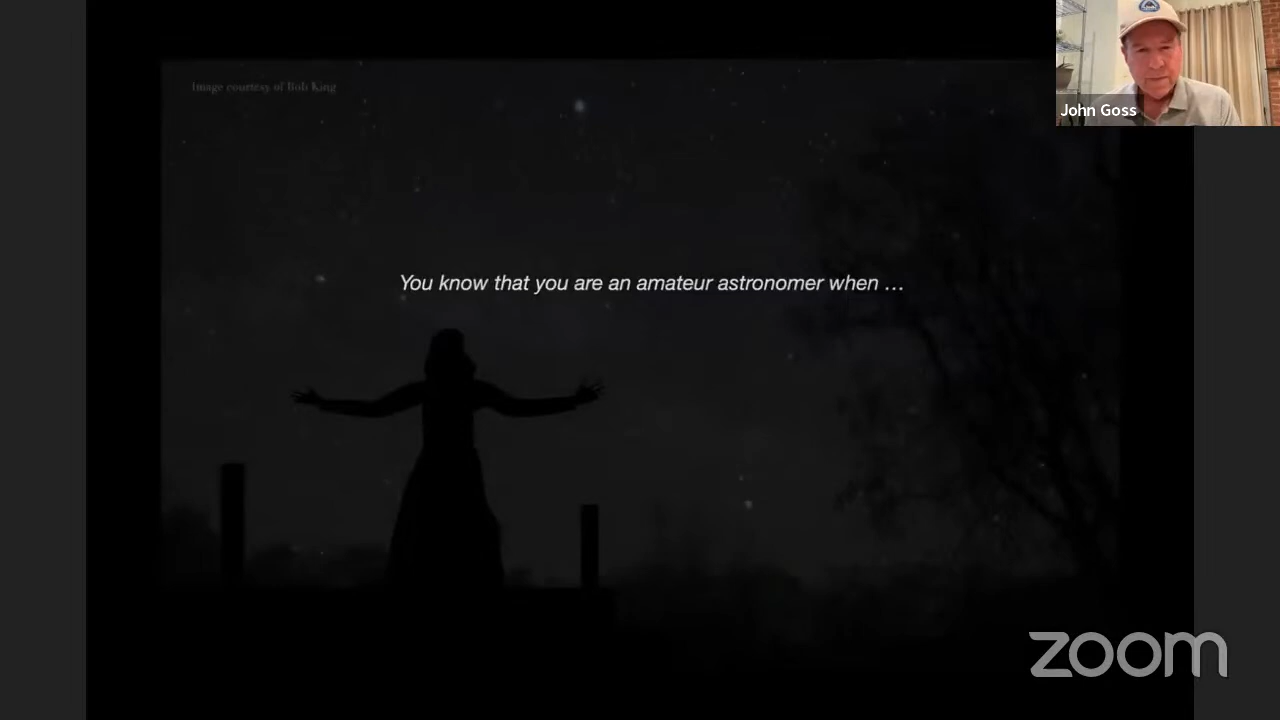 Image courtesy of Bob King
John Goss
You know that you are an amateur astronomer when …
zoom